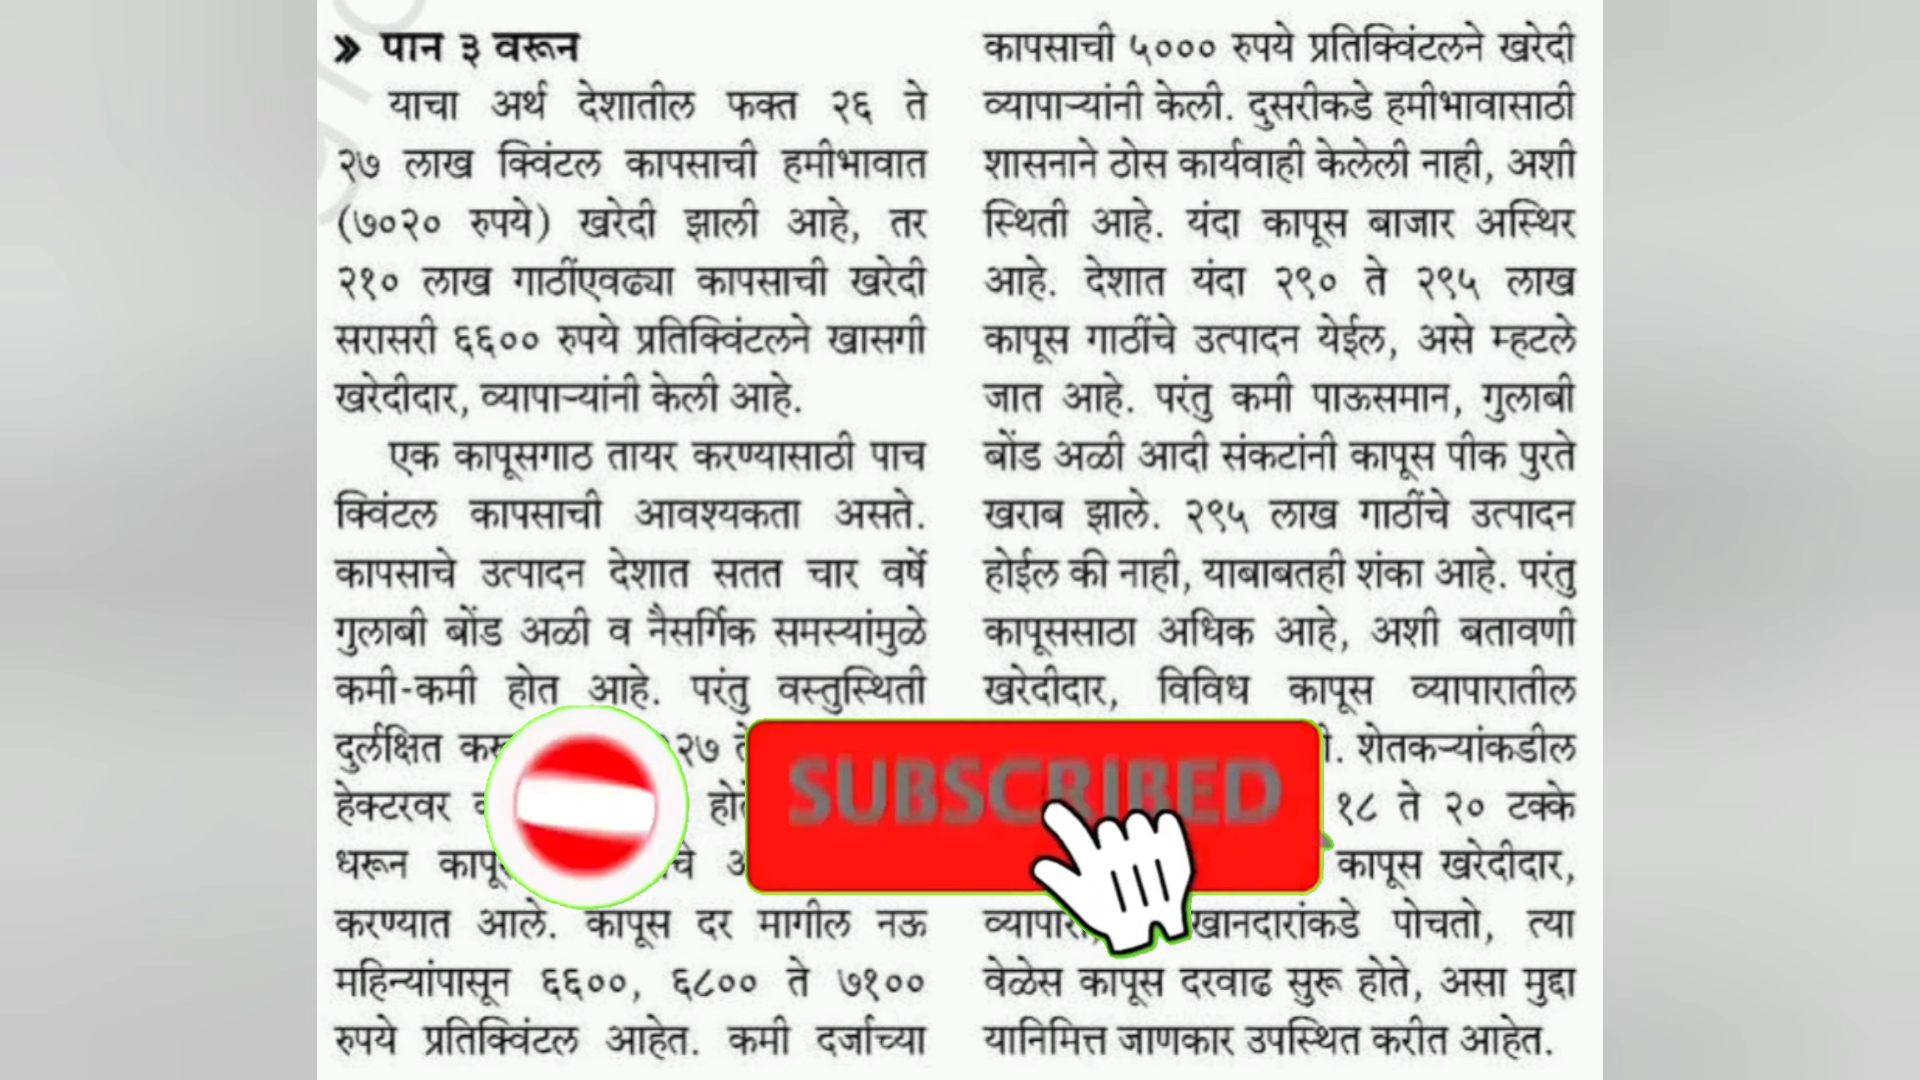 » पान ३ वरून
याचा अर्थ देशातील फक्त २६ ते
२७ लाख क्विंटल कापसाची हमीभावात
(७०२० रुपये) खरेदी झाली आहे, तर
२१० लाख गाठींएवढ्या कापसाची खरेदी
सरासरी ६६०० रुपये प्रतिक्विंटलने खासगी
खरेदीदार, व्यापाऱ्यांनी केली आहे.
एक कापूसगाठ तायर करण्यासाठी पाच
क्विंटल कापसाची आवश्यकता असते.
कापसाचे उत्पादन देशात सतत चार वर्षे
गुलाबी बोंड अळी व नैसर्गिक समस्यांमुळे
कमी-कमी होत आहे. परंतु वस्तुस्थिती
दुर्लक्षित
हेक्टरवर
धरून
करण्यात आले. कापूस दर मागील नऊ
महिन्यांपासून ६६००, ६८०० ते ७१००
रुपये प्रतिक्विंटल आहेत. कमी दर्जाच्या
कापसाची ५००० रुपये प्रतिक्विंटलने खरेदी
व्यापाऱ्यांनी केली. दुसरीकडे हमीभावासाठी
शासनाने ठोस कार्यवाही केलेली नाही, अशी
स्थिती आहे. यंदा कापूस बाजार अस्थिर
आहे. देशात यंदा २९० ते २९५ लाख
कापूस गाठींचे उत्पादन येईल, असे म्हटले
जात आहे. परंतु कमी पाऊसमान, गुलाबी
बोंड अळी आदी संकटांनी कापूस पीक पुरते
खराब झाले. २९५ लाख गाठींचे उत्पादन
होईल की नाही, याबाबतही शंका आहे. परंतु
कापूससाठा अधिक आहे, अशी बतावणी
खरेदीदार, विविध कापूस व्यापारातील
शेतकऱ्यांकडील
१८ ते २० टक्के
कापूस खरेदीदार,
पोचतो, त्या
वेळेस कापूस दरवाढ सुरू होते, असा मुद्दा
यानिमित्त जाणकार उपस्थित करीत आहेत.
SUBSCRIBED